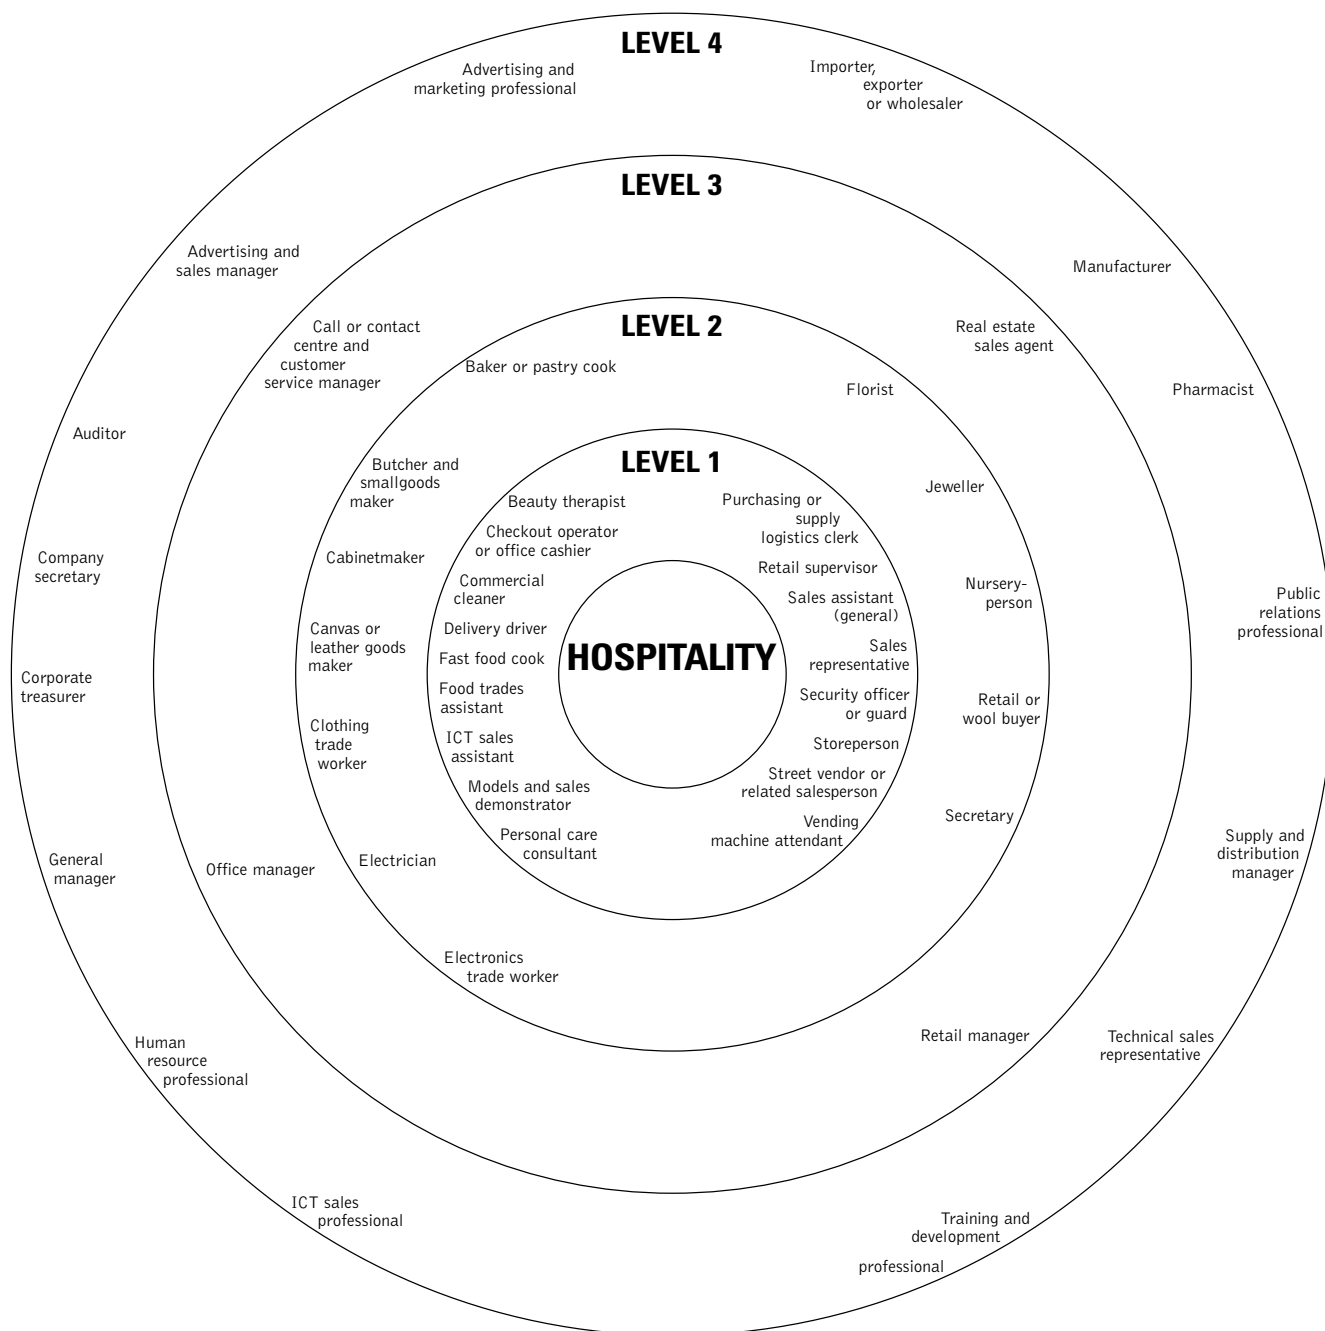 LEVEL 4
Advertising and
marketing professional
Importer,
exporter
or wholesaler
Advertising and
sales manager
Manufacturer
Auditor
Pharmacist
Company
secretary
Public
relations
professional
Corporate
treasurer
General
manager
Supply and
distribution
manager
Human
resource
professional
Technical sales
representative
ICT sales
professional
Training and
development
professional
LEVEL 3
Call or contact
centre and
customer
service manager
Real estate
sales agent
Office manager
Retail manager
LEVEL 2
Baker or pastry cook
Florist
Butcher and
smallgoods
maker
Jeweller
Cabinetmaker
Nursery-
person
Canvas or
leather goods
maker
Retail or
wool buyer
Clothing
trade
worker
Secretary
Electrician
Electronics
trade worker
LEVEL 1
Beauty therapist
Checkout operator
or office cashier
Commercial
cleaner
Delivery driver
Fast food cook
Food trades
assistant
ICT sales
assistant
Models and sales
demonstrator
Personal care
consultant
Purchasing or
supply
logistics clerk
Retail supervisor
Sales assistant
(general)
Sales
representative
Security officer
or guard
Storeperson
Street vendor or
related salesperson
Vending
machine attendant
HOSPITALITY